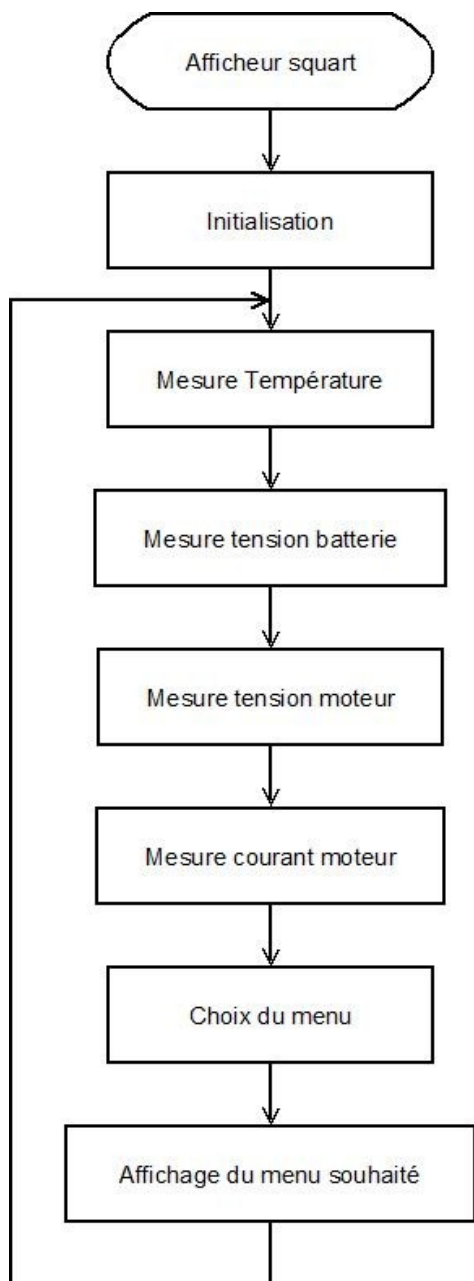 Afficheur squart
Initialisation
Mesure Température
Mesure tension batterie
Mesure tension moteur
Mesure courant moteur
Choix du menu
Affichage du menu souhaité